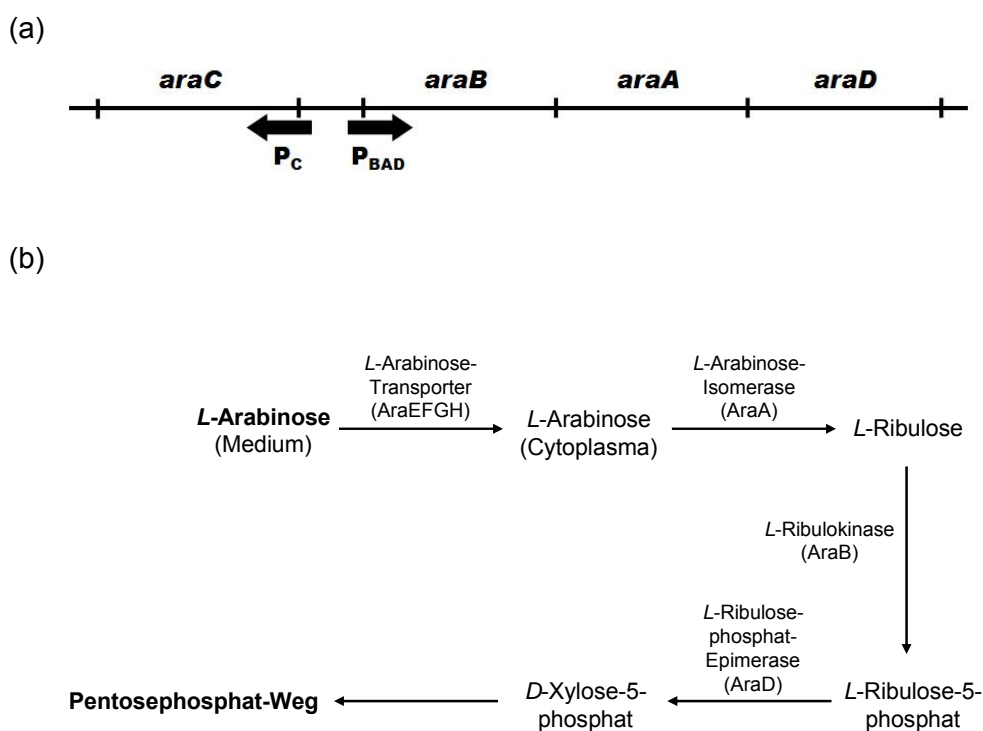 (a)
araC araB araA araD
PC PBAD
(b)
L-Arabinose-
Transporter
(AraEFGH)
L-Arabinose-
Isomerase
(AraA)
L-Arabinose
(Medium)
L-Arabinose
(Cytoplasma)
L-Ribulose
L-Ribulokinase
(AraB)
L-Ribulose-
phosphat-
Epimerase
(AraD)
Pentosephosphat-Weg
D-Xylose-5-
phosphat
L-Ribulose-5-
phosphat